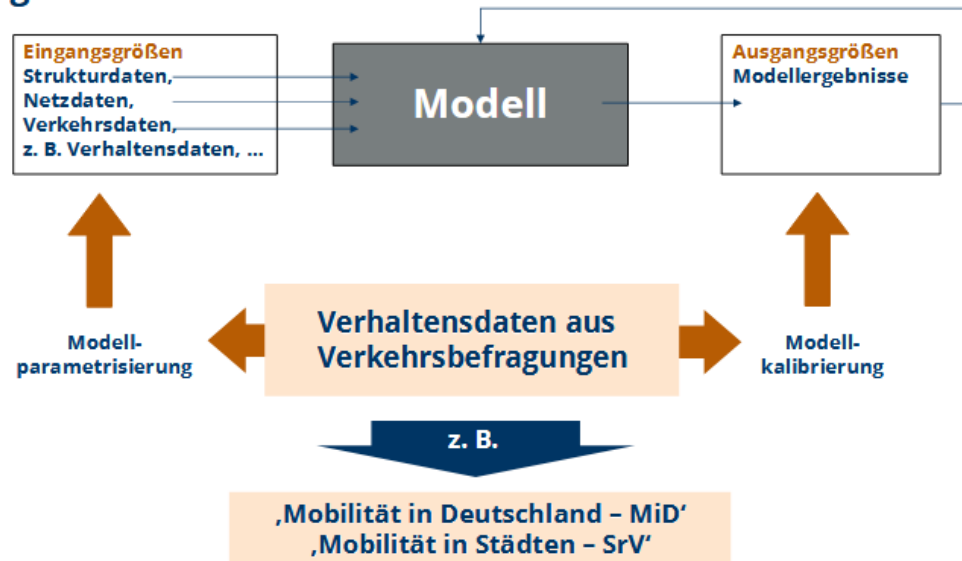 g
Eingangsgrößen
Strukturdaten,
Netzdaten,
Verkehrsdaten,
z. B. Verhaltensdaten, ...
Modell
Ausgangsgrößen
Modellergebnisse
Modell-
parametrisierung
Verhaltensdaten aus
Verkehrsbefragungen
Modell-
kalibrierung
z. B.
‚Mobilität in Deutschland – MiD‘
‚Mobilität in Städten – SrV‘